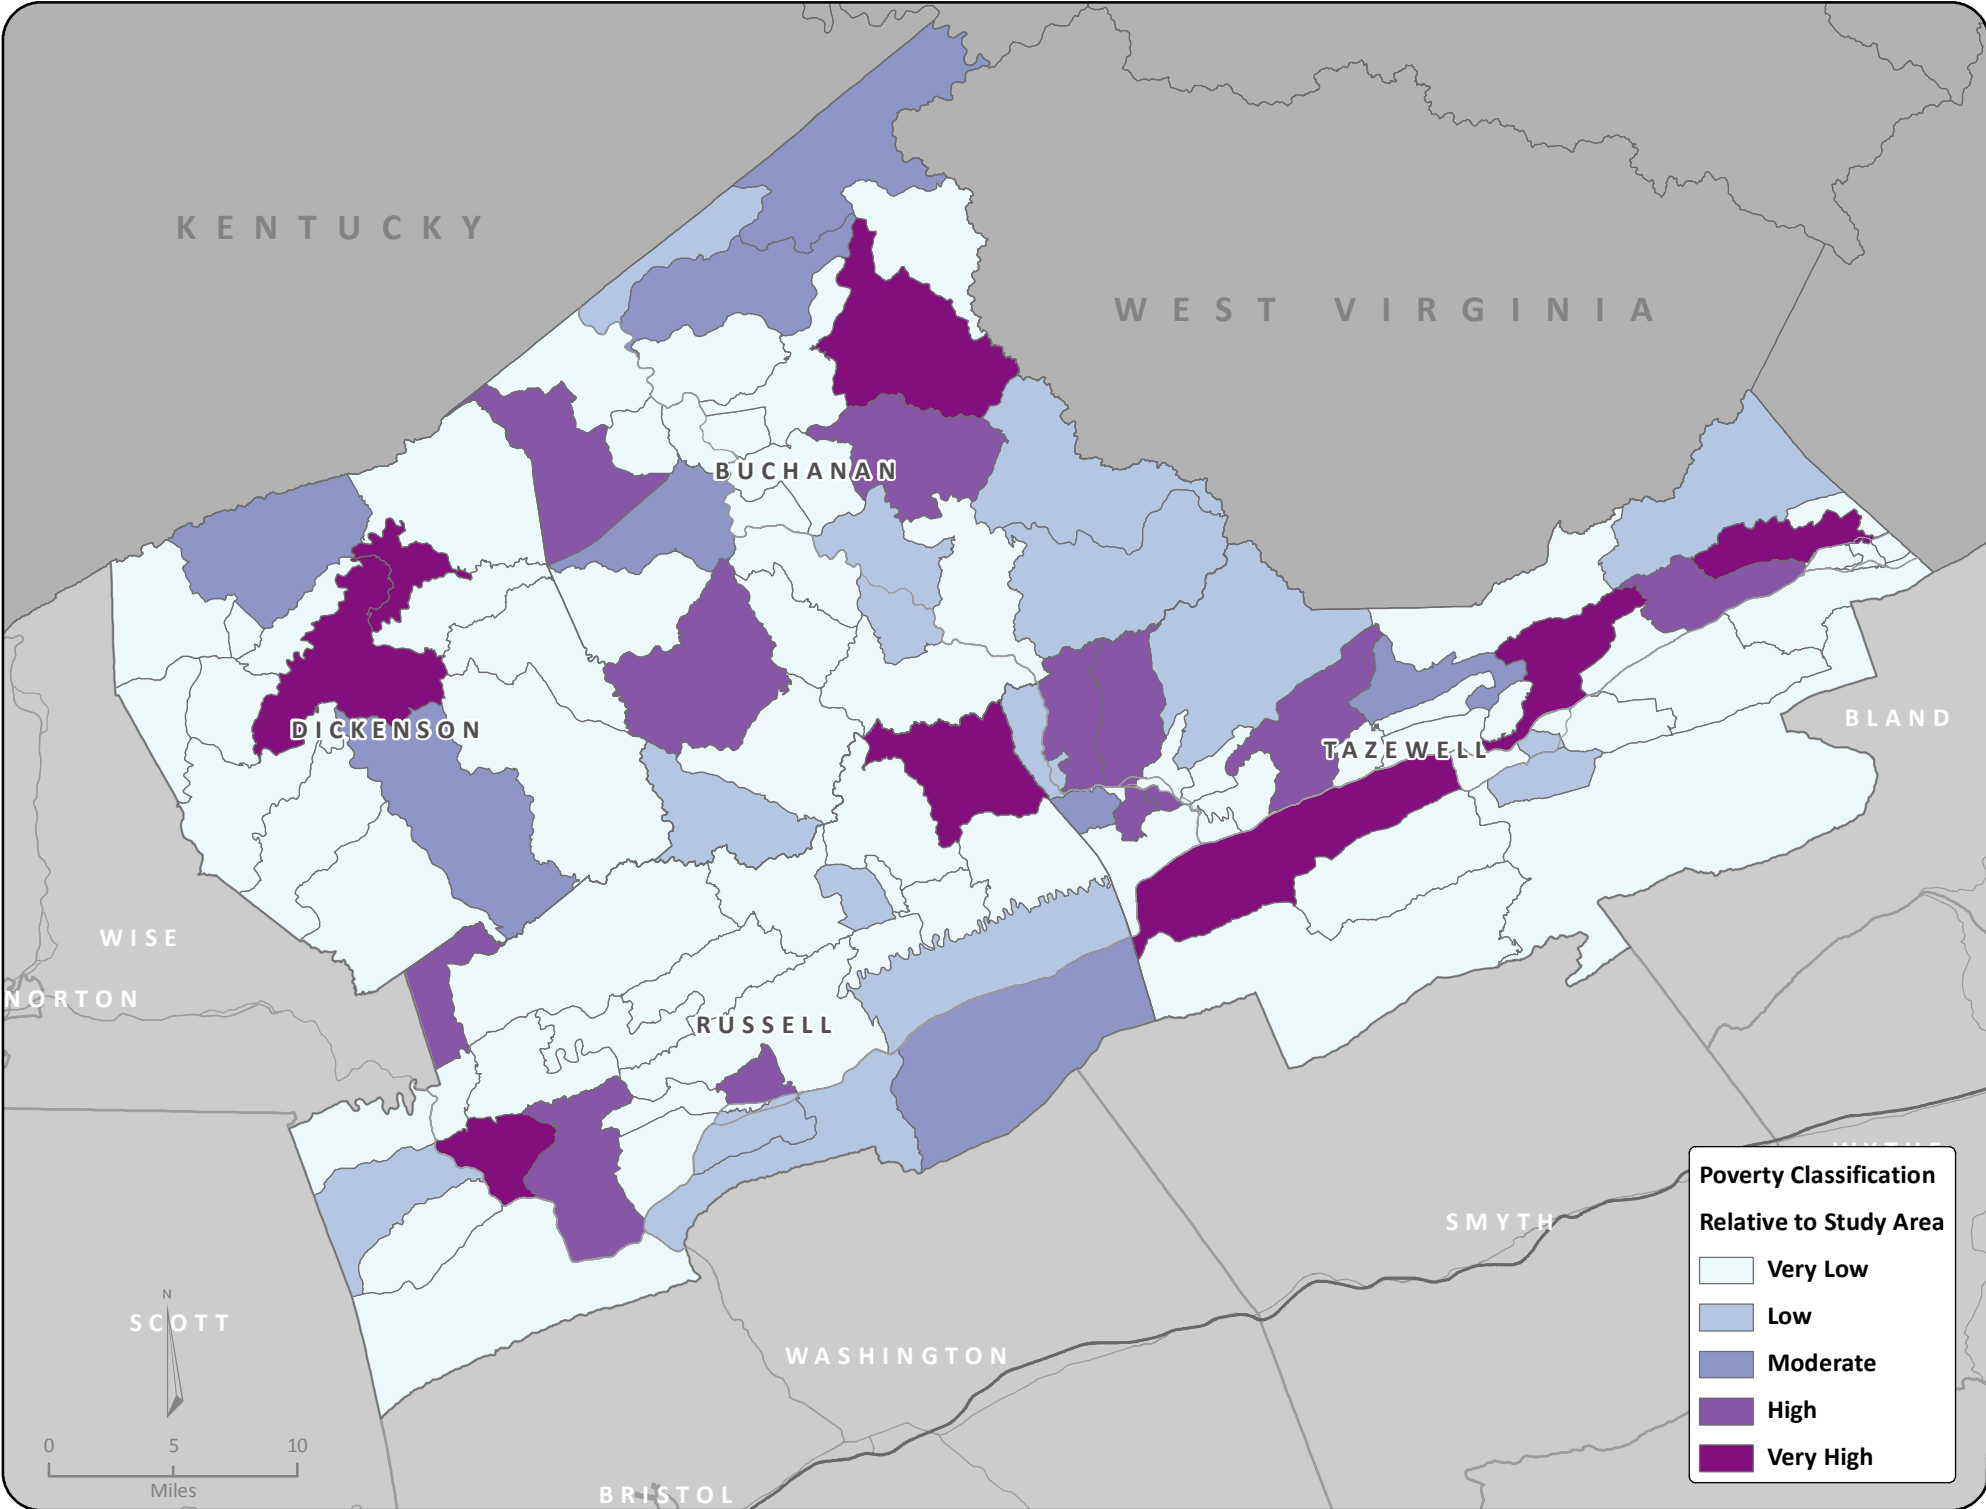 KENTUCKY
WEST VIRGINIA
BUCHANAN
DICKENSON
TAZEWELL
BLAND
WISE
NORTON
RUSSELL
SMYTH
N
SCOTT
WASHINGTON
BRISTOL
0 5 10
Miles
Poverty Classification
Relative to Study Area
Very Low
Low
Moderate
High
Very High